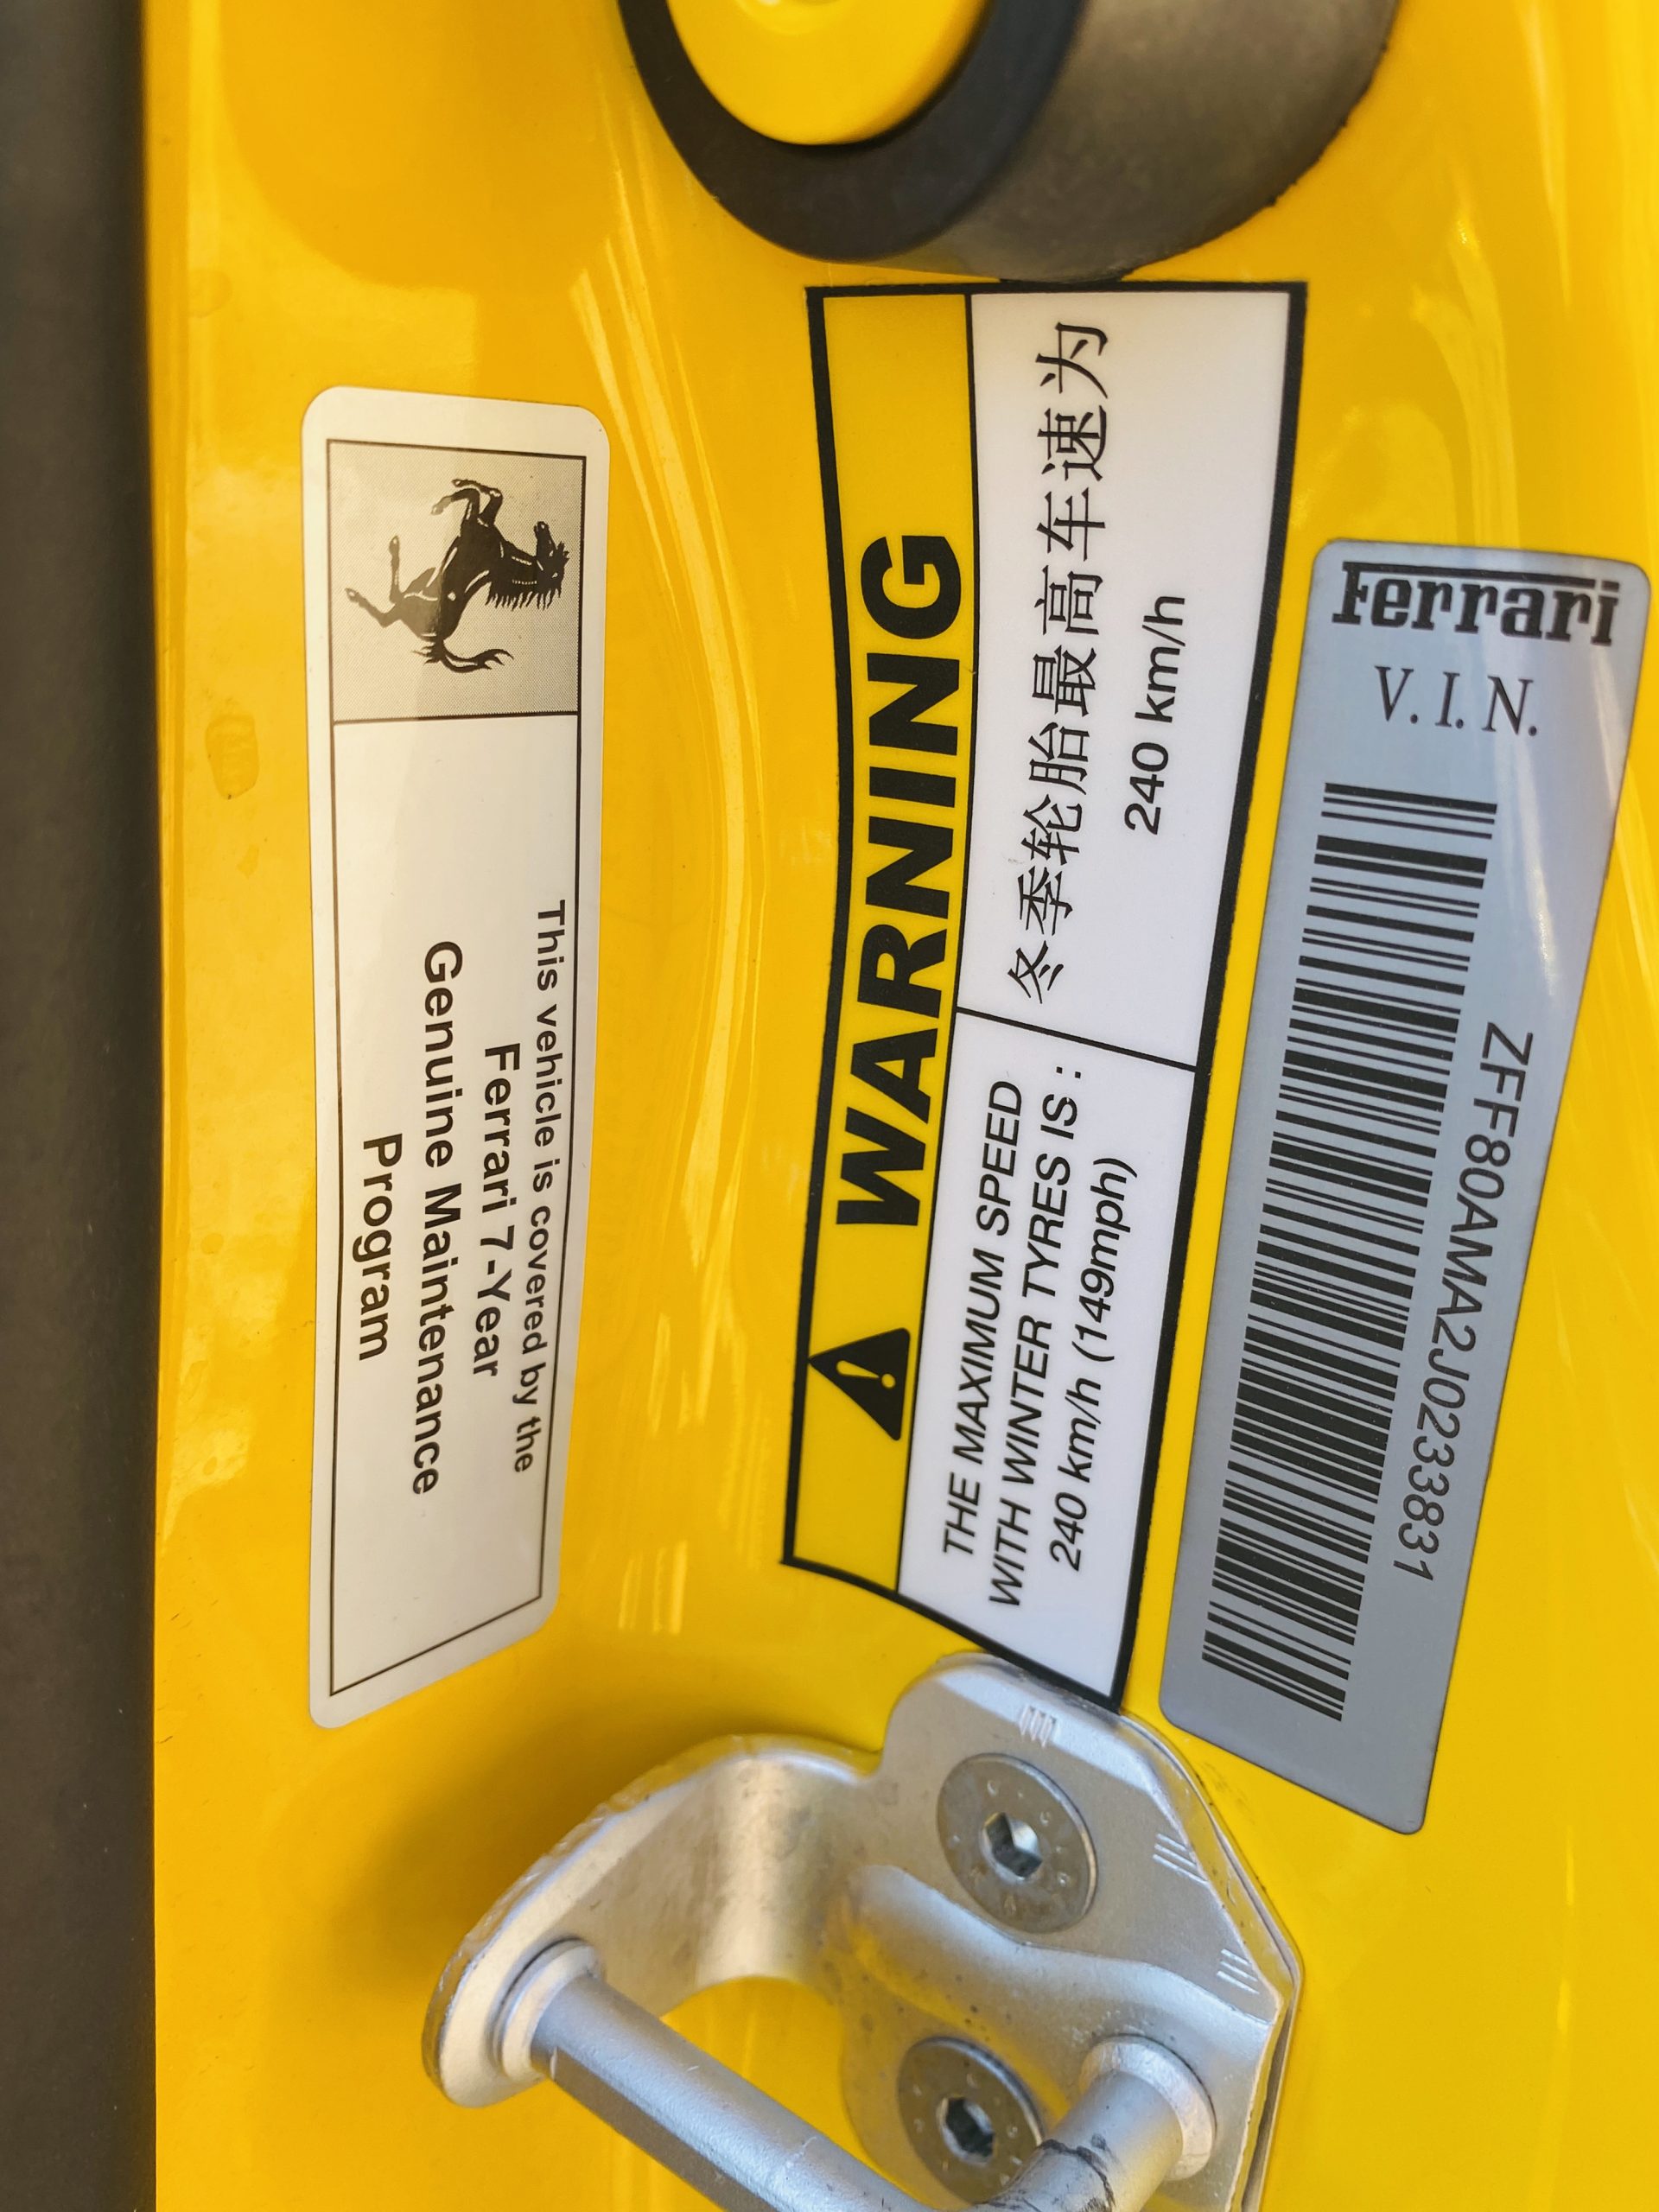 This vehicle is covered by the
Ferrari 7-Year
Genuine Maintenance
Program
WARNING
THE MAXIMUM SPEED
WITH WINTER TYRES IS :
240 km/h (149mph)
冬季轮胎最高车速为
240 km/h
Ferrari
V.I.N.
ZFF80AMA2J0233831